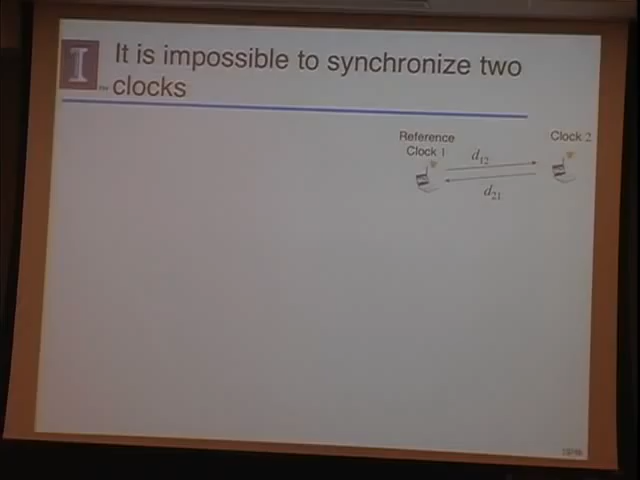 I
It is impossible to synchronize two
clocks
Reference
Clock 1
Clock 2
d12
d21